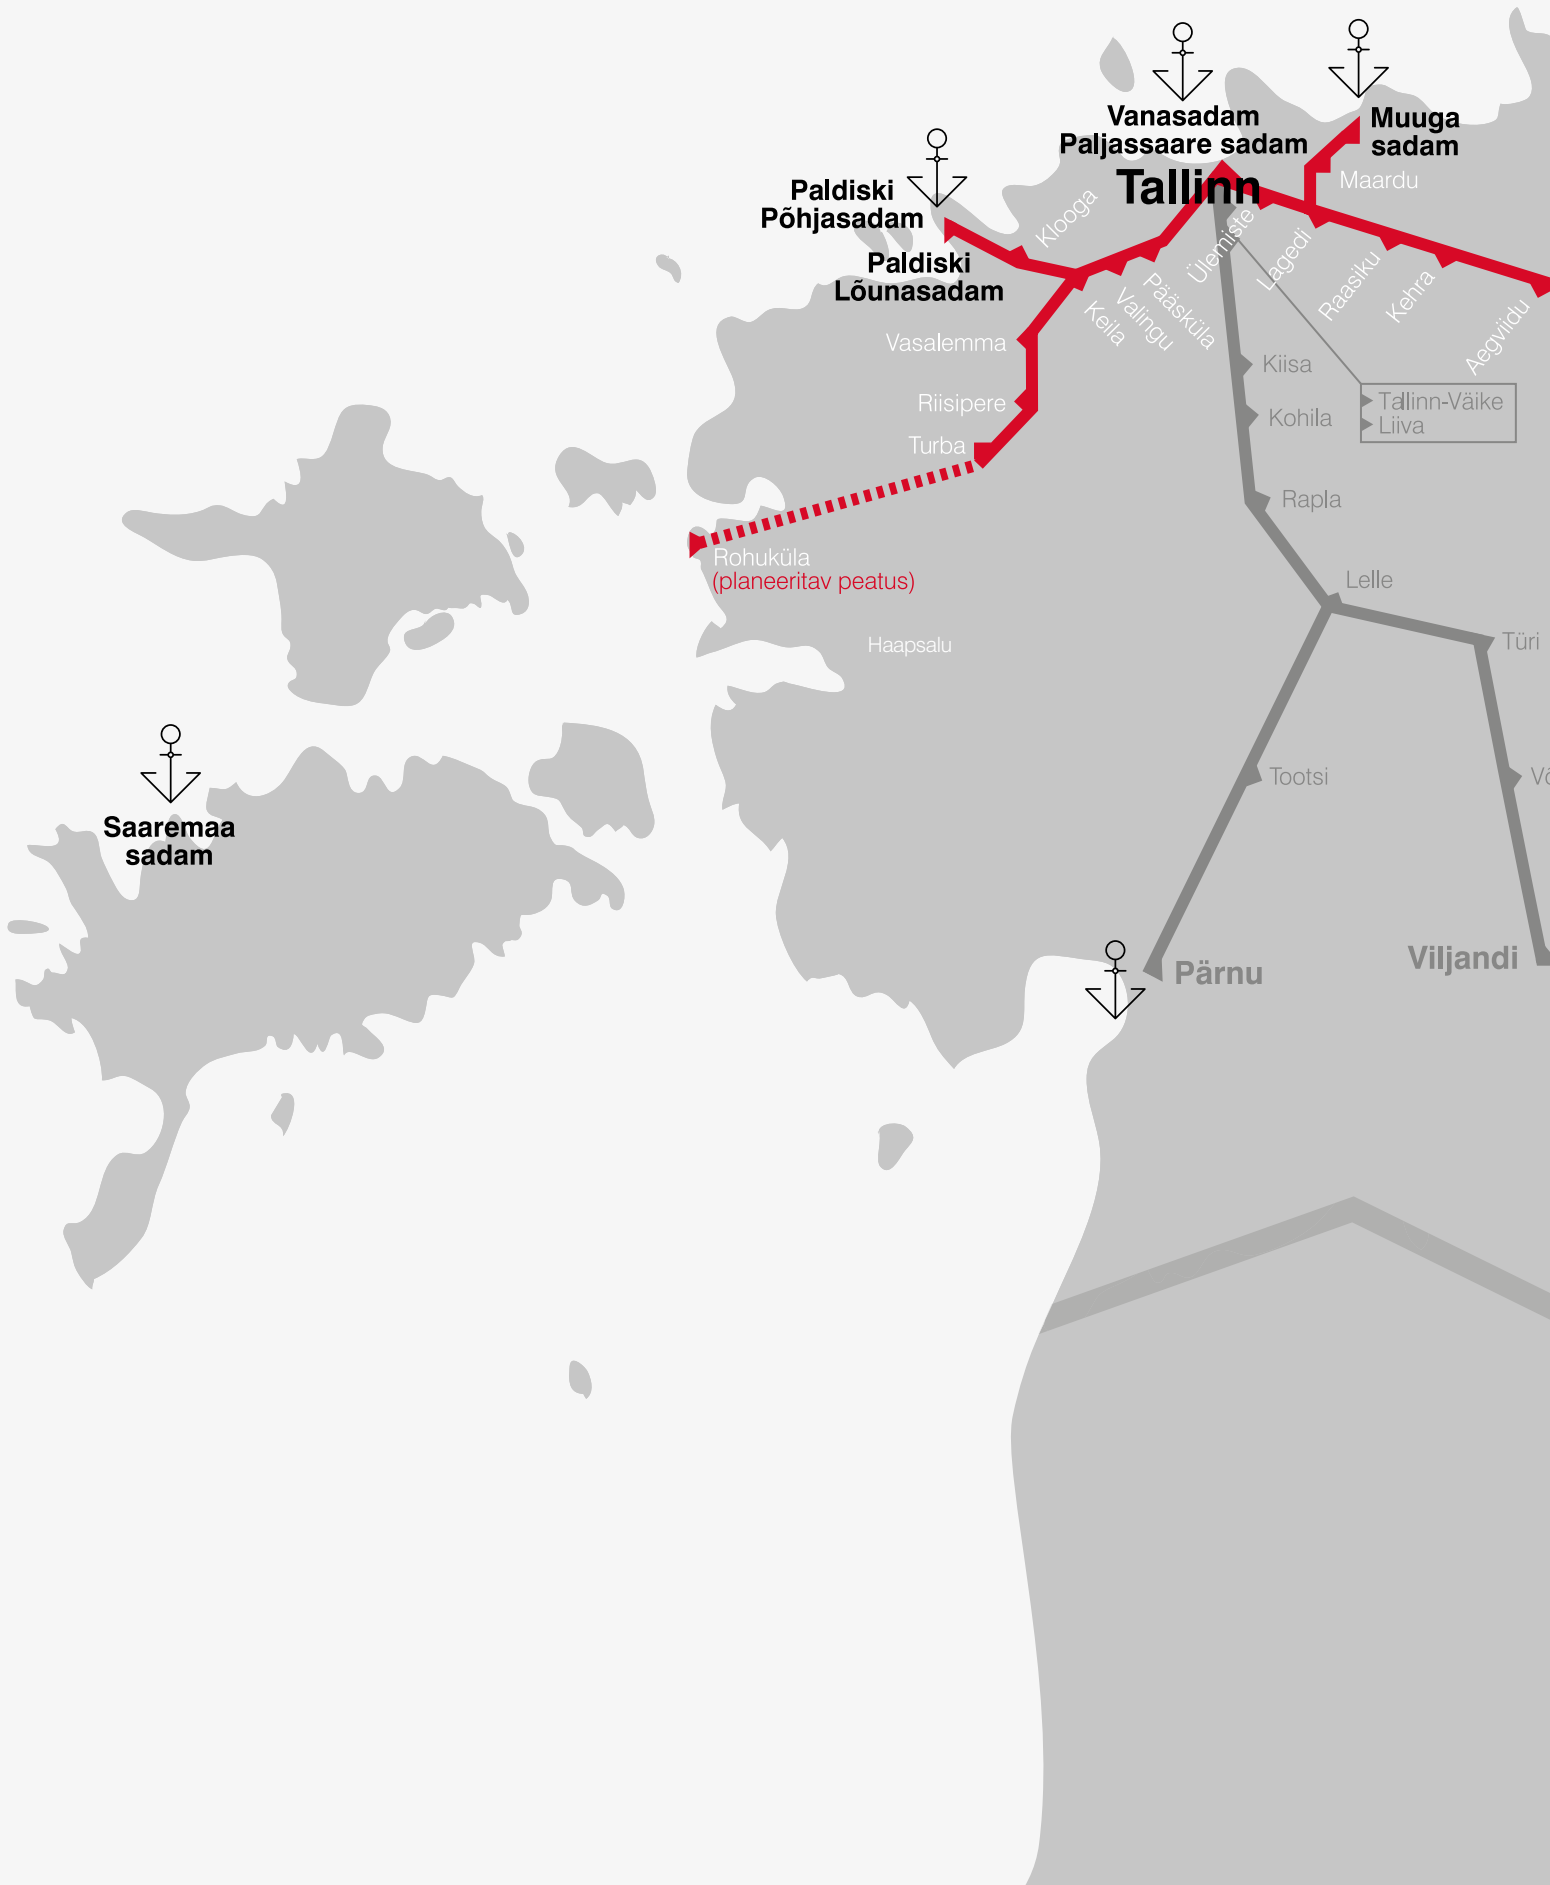 Vanasadam
Paljassaare sadam
Muuga
sadam
Tallinn
Maardu
Paldiski
Põhjasadam
Klooga
Paldiski
Lõunasadam
Ülemiste
Lagedi
Raasiku
Kehra
Aegviidu
Pääsküla
Valingu
Keila
Vasalemma
Kiisa
Riisipere
Tallinn-Väike
Kohila
Liiva
Turba
Rapla
Rohuküla
(planeeritav peatus)
Lelle
Haapsalu
Türi
Tootsi
Saaremaa
sadam
Viljandi
Pärnu